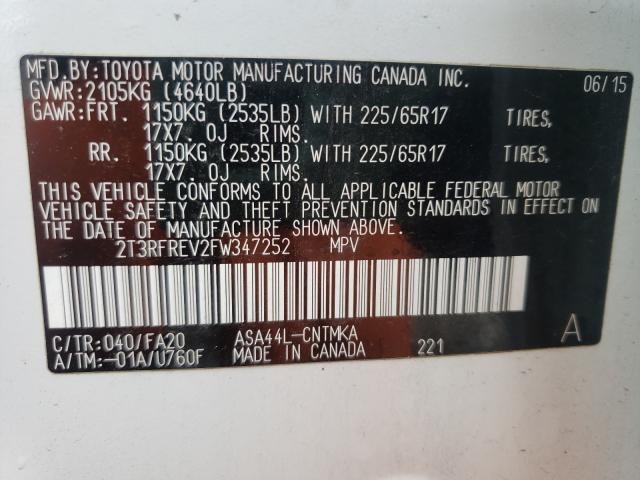 MFD.BY:TOYOTA MOTOR MANUFACTURING CANADA INC. 06/15
GVWR:2105KG (4640LB)
GAWR:FRT. 1150KG (2535LB) WITH 225/65R17 TIRES,
17X7.0J RIMS.
RR. 1150KG (2535LB) WITH 225/65R17 TIRES,
17X7.0J RIMS.
THIS VEHICLE CONFORMS TO ALL APPLICABLE FEDERAL MOTOR
VEHICLE SAFETY AND THEFT PREVENTION STANDARDS IN EFFECT ON
THE DATE OF MANUFACTURE SHOWN ABOVE.
2T3RFREV2FW347252 MPV
C/TR:040/FA20 ASA44L-CNTMKA A
A/TM:-01A/U760F MADE IN CANADA 221